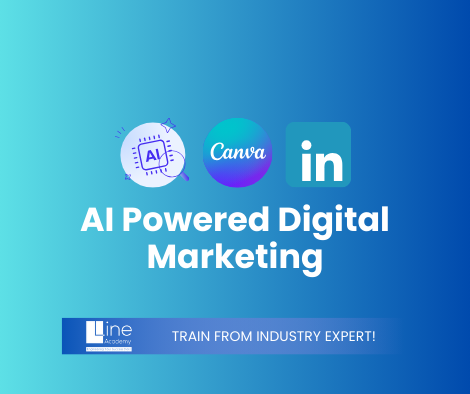 AI
Canva
in
AI Powered Digital
Marketing
Line
Academy
TRAIN FROM INDUSTRY EXPERT!